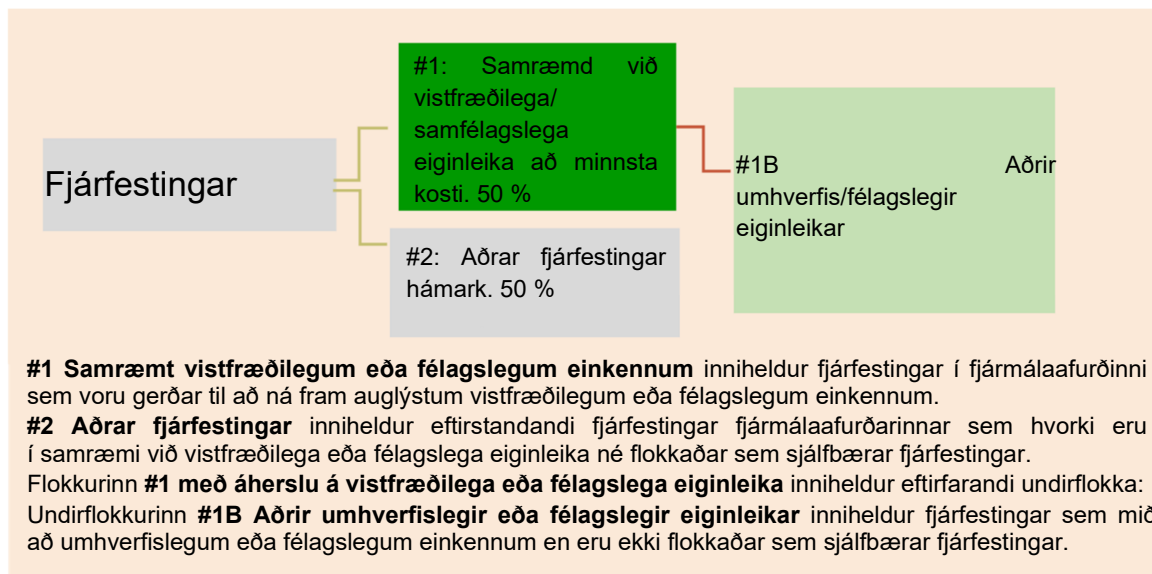 Fjárfestingar
#1: Samræmd við
vistfræðilega/
samfélagslega
eiginleika að minnsta
kosti. 50 %
#2: Aðrar fjárfestingar
hámark. 50 %
#1B Aðrir
umhverfis/félagslegir
eiginleikar
#1 Samræmt vistfræðilegum eða félagslegum einkennum inniheldur fjárfestingar í fjármálaafurðinni
sem voru gerðar til að ná fram auglýstum vistfræðilegum eða félagslegum einkennum.
#2 Aðrar fjárfestingar inniheldur eftirstandandi fjárfestingar fjármálaafurðarinnar sem hvorki eru
í samræmi við vistfræðilega eða félagslega eiginleika né flokkaðar sem sjálfbærar fjárfestingar.
Flokkurinn #1 með áherslu á vistfræðilega eða félagslega eiginleika inniheldur eftirfarandi undirflokka:
Undirflokkurinn #1B Aðrir umhverfislegir eða félagslegir eiginleikar inniheldur fjárfestingar sem mið
að umhverfislegum eða félagslegum einkennum en eru ekki flokkaðar sem sjálfbærar fjárfestingar.